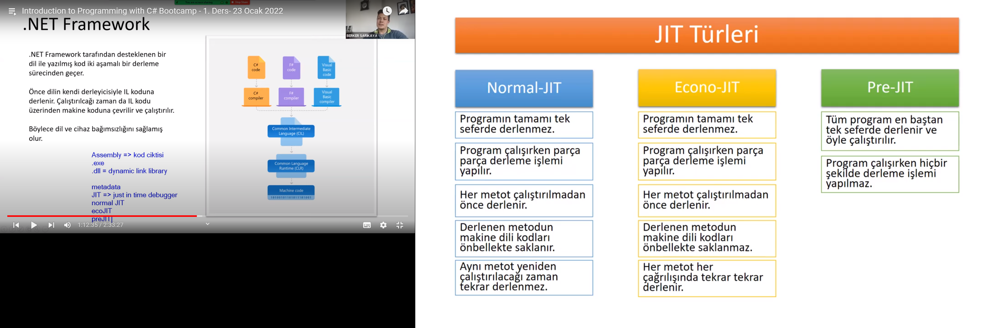 You are screen sharing
Stop Share
Introduction to Programming with C# Bootcamp - 1. Ders- 23 Ocak 2022
.NET Framework
BERKER SARIKAYA
.NET Framework tarafından desteklenen bir
dil ile yazılmış kod iki aşamalı bir derleme
sürecinden geçer.
Önce dilin kendi derleyicisiyle IL koduna
derlenir. Çalıştırılcağı zaman da IL kodu
üzerinden makine koduna çevrilir ve çalıştırılır.
Böylece dil ve cihaz bağımsızlığını sağlamış
olur.
Assembly => kod ciktisi
.exe
.dll = dynamic link library
metadata
JIT => just in time debugger
normal JIT
ecoJIT
preJIT
1:12:35 / 2:33:27
C#
code
F#
code
Visual
Basic
code
C#
compiler
F#
compiler
Visual
Basic
compiler
Common Intermediate
Language (CIL)
Common Language
Runtime (CLR)
Machine code
10100101101011101001
JIT Türleri
Normal-JIT
Programın tamamı tek
seferde derlenmez.
Program çalışırken parça
parça derleme işlemi
yapılır.
Her metot çalıştırılmadan
önce derlenir.
Derlenen metodun
makine dili kodları
önbellekte saklanır.
Aynı metot yeniden
çalıştırılacağı zaman
tekrar derlenmez.
Econo-JIT
Programın tamamı tek
seferde derlenmez.
Program çalışırken parça
parça derleme işlemi
yapılır.
Her metot çalıştırılmadan
önce derlenir.
Derlenen metodun
makine dili kodları
önbellekte saklanmaz.
Her metot her
çağrılışında tekrar tekrar
derlenir.
Pre-JIT
Tüm program en baştan
tek seferde derlenir ve
öyle çalıştırılır.
Program çalışırken hiçbir
şekilde derleme işlemi
yapılmaz.